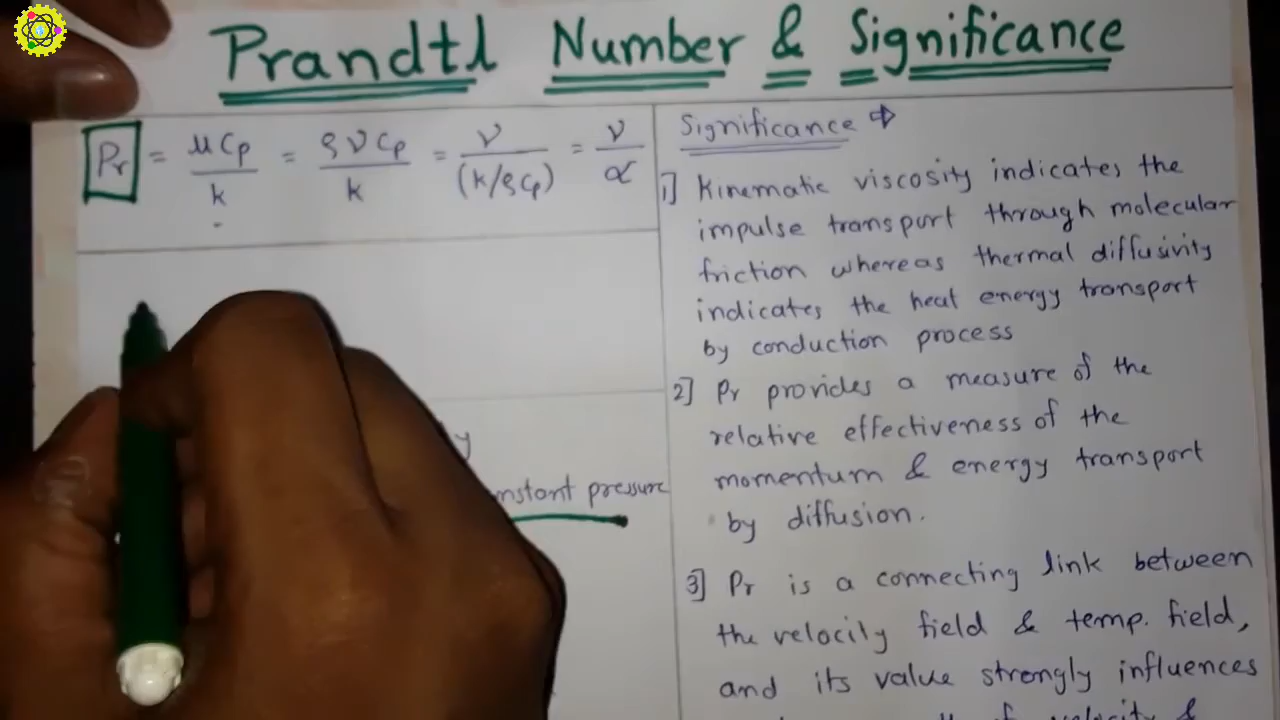 Prandtl Number & Significance
Pr = μCp/k = ρνCp/k = ν/(k/ρCp) = ν/α
Significance ⇒
1] Kinematic viscosity indicates the
impulse transport through molecular
friction whereas thermal diffusivity
indicates the heat energy transport
by conduction process
2] Pr provides a measure of the
relative effectiveness of the
momentum & energy transport
by diffusion.
3] Pr is a connecting link between
the velocity field & temp. field,
and its value strongly influences
of velocity &
y
nstant pressure